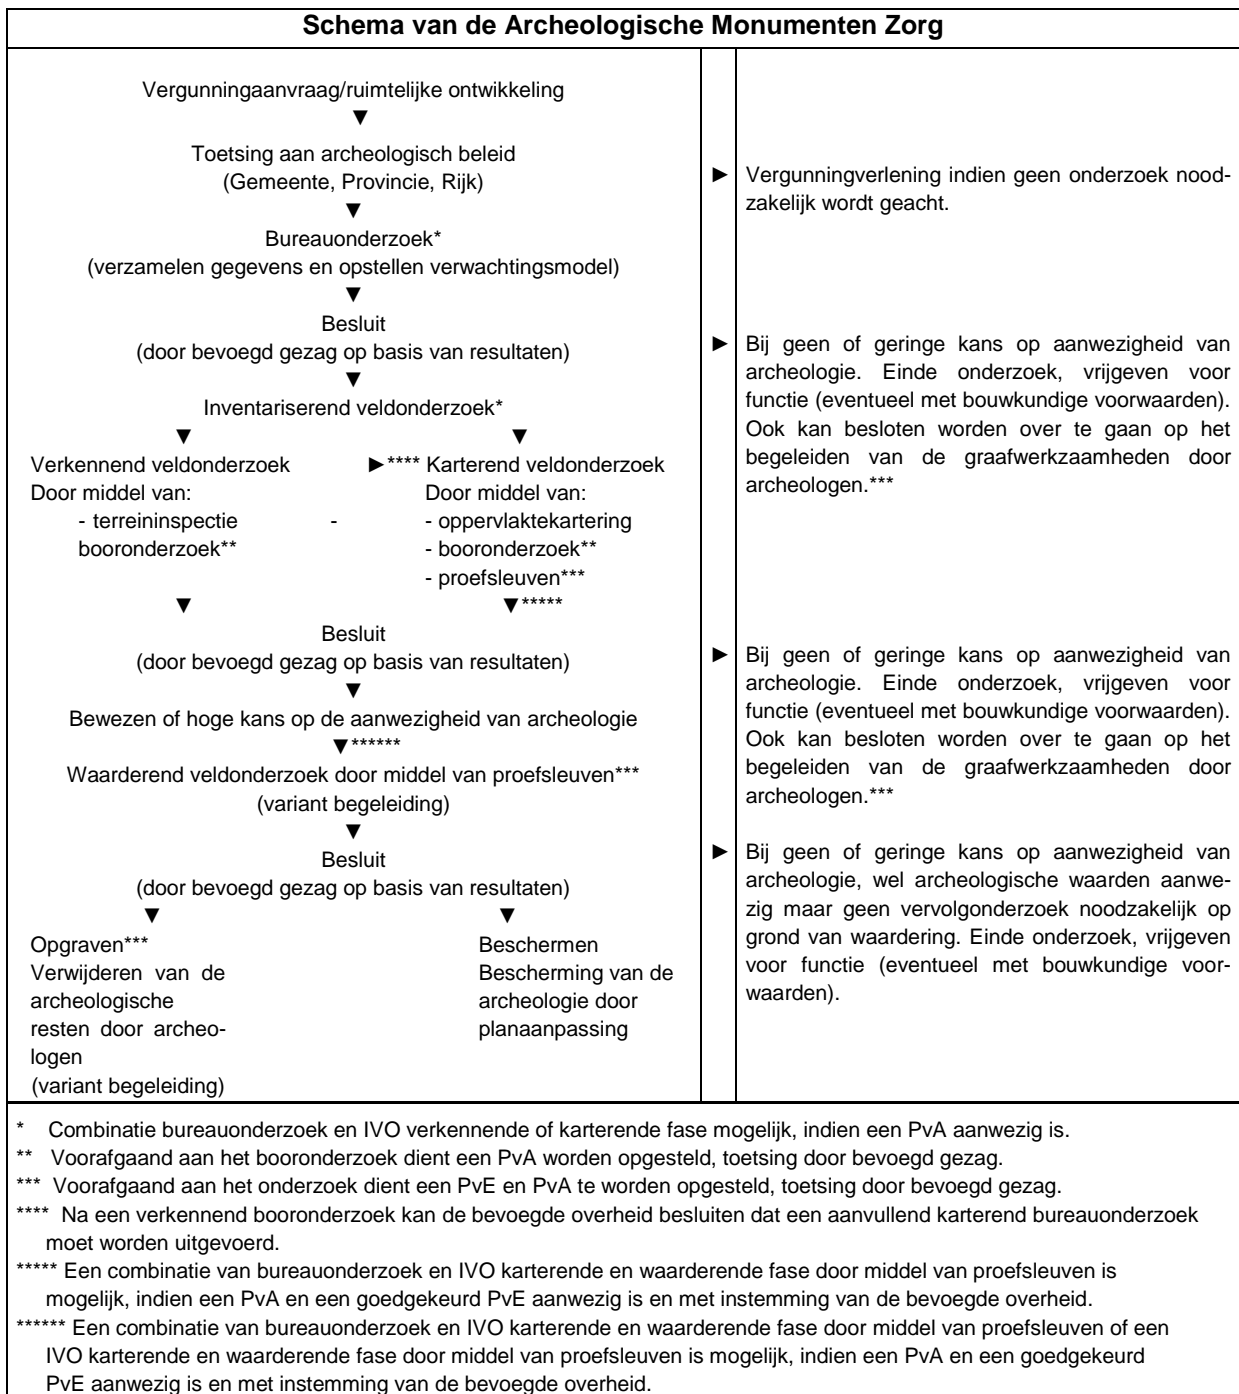 Schema van de Archeologische Monumenten Zorg
Vergunningaanvraag/ruimtelijke ontwikkeling
▼
Toetsing aan archeologisch beleid
(Gemeente, Provincie, Rijk)
▼
Bureauonderzoek*
(verzamelen gegevens en opstellen verwachtingsmodel)
▼
Besluit
(door bevoegd gezag op basis van resultaten)
▼
Inventariserend veldonderzoek*
▼ ▼
Verkennend veldonderzoek ►**** Karterend veldonderzoek
Door middel van: Door middel van:
- terreininspectie - - oppervlaktekartering
booronderzoek** - booronderzoek**
- proefsleuven***
▼ ▼*****
Besluit
(door bevoegd gezag op basis van resultaten)
▼
Bewezen of hoge kans op de aanwezigheid van archeologie
▼******
Waarderend veldonderzoek door middel van proefsleuven***
(variant begeleiding)
▼
Besluit
(door bevoegd gezag op basis van resultaten)
▼ ▼
Opgraven*** Beschermen
Verwijderen van de Bescherming van de
archeologische archeologie door
resten door archeo- planaanpassing
logen
(variant begeleiding)
► Vergunningverlening indien geen onderzoek nood-
zakelijk wordt geacht.
► Bij geen of geringe kans op aanwezigheid van
archeologie. Einde onderzoek, vrijgeven voor
functie (eventueel met bouwkundige voorwaarden).
Ook kan besloten worden over te gaan op het
begeleiden van de graafwerkzaamheden door
archeologen.***
► Bij geen of geringe kans op aanwezigheid van
archeologie. Einde onderzoek, vrijgeven voor
functie (eventueel met bouwkundige voorwaarden).
Ook kan besloten worden over te gaan op het
begeleiden van de graafwerkzaamheden door
archeologen.***
► Bij geen of geringe kans op aanwezigheid van
archeologie, wel archeologische waarden aanwe-
zig maar geen vervolgonderzoek noodzakelijk op
grond van waardering. Einde onderzoek, vrijgeven
voor functie (eventueel met bouwkundige voor-
waarden).
* Combinatie bureauonderzoek en IVO verkennende of karterende fase mogelijk, indien een PvA aanwezig is.
** Voorafgaand aan het booronderzoek dient een PvA worden opgesteld, toetsing door bevoegd gezag.
*** Voorafgaand aan het onderzoek dient een PvE en PvA te worden opgesteld, toetsing door bevoegd gezag.
**** Na een verkennend booronderzoek kan de bevoegde overheid besluiten dat een aanvullend karterend bureauonderzoek
moet worden uitgevoerd.
***** Een combinatie van bureauonderzoek en IVO karterende en waarderende fase door middel van proefsleuven is
mogelijk, indien een PvA en een goedgekeurd PvE aanwezig is en met instemming van de bevoegde overheid.
****** Een combinatie van bureauonderzoek en IVO karterende en waarderende fase door middel van proefsleuven of een
IVO karterende en waarderende fase door middel van proefsleuven is mogelijk, indien een PvA en een goedgekeurd
PvE aanwezig is en met instemming van de bevoegde overheid.